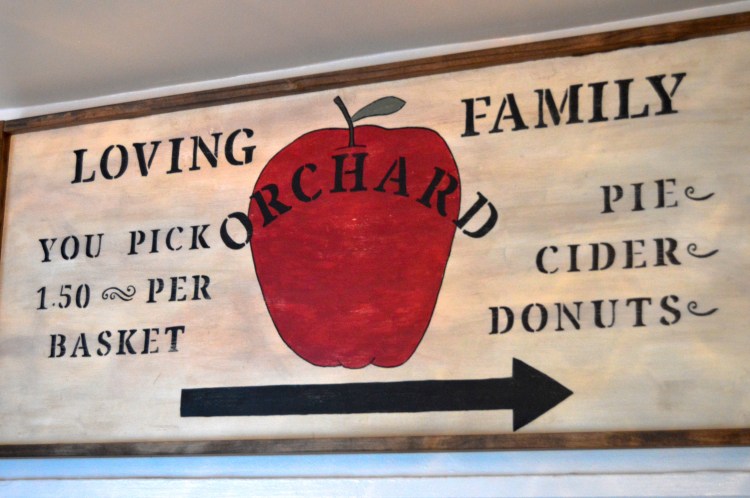 LOVING FAMILY
ORCHARD
YOU PICK
1.50 PER
BASKET
PIE
CIDER
DONUTS